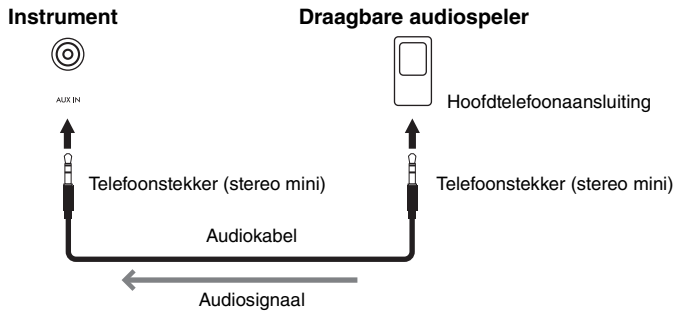 Instrument
Draagbare audiospeler
AUX IN
Hoofdtelefoonaansluiting
Telefoonstekker (stereo mini)
Telefoonstekker (stereo mini)
Audiokabel
Audiosignaal